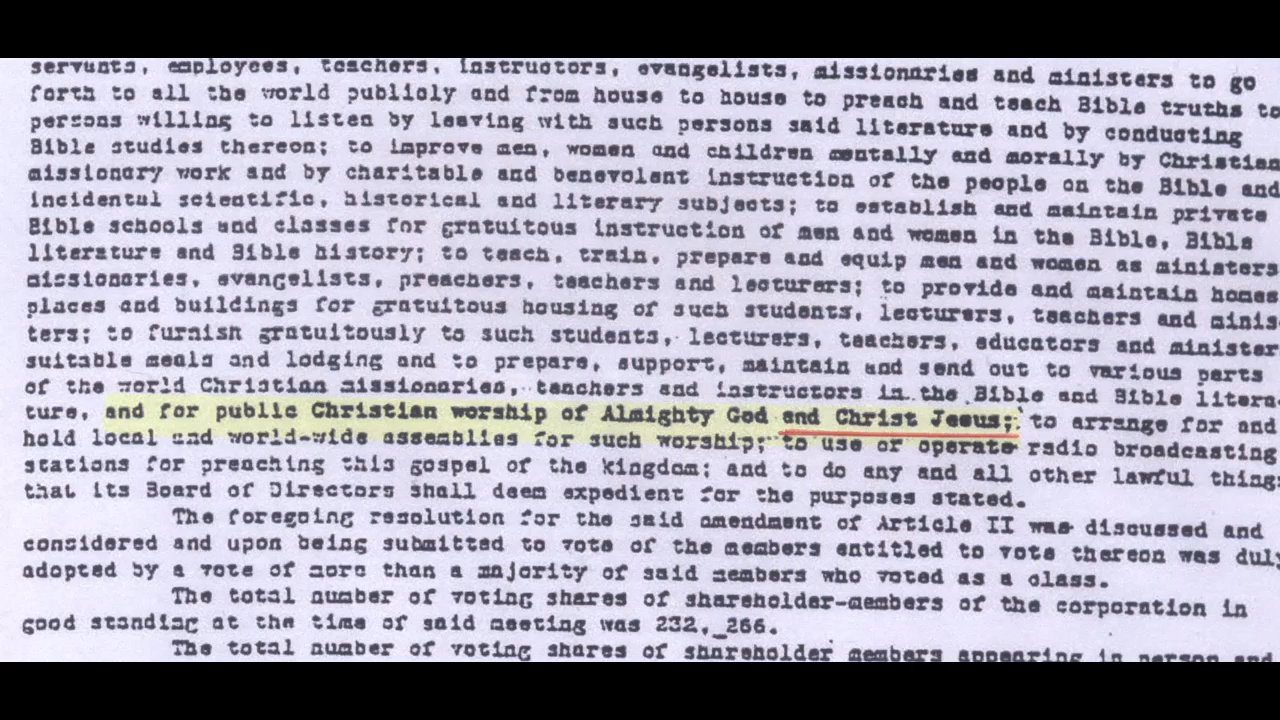 servants, employees, teachers, instructors, evangelists, missionaries and ministers to go
forth to all the world publicly and from house to house to preach and teach Bible truths to
persons willing to listen by leaving with such persons said literature and by conducting
Bible studies thereon; to improve men, women and children mentally and morally by Christian
missionary work and by charitable and benevolent instruction of the people on the Bible and
incidental scientific, historical and literary subjects; to establish and maintain private
Bible schools and classes for gratuitous instruction of men and women in the Bible, Bible
literature and Bible history; to teach, train, prepare and equip men and women as ministers
missionaries, evangelists, preachers, teachers and lecturers; to provide and maintain homes
places and buildings for gratuitous housing of such students, lecturers, teachers and minis
ters; to furnish gratuitously to such students, lecturers, teachers, educators and minister
suitable meals and lodging and to prepare, support, maintain and send out to various parts
of the world Christian missionaries, teachers and instructors in the Bible and Bible litera-
ture, and for public Christian worship of Almighty God and Christ Jesus; to arrange for and
hold local and world-wide assemblies for such worship; to use or operate radio broadcasting
stations for preaching this gospel of the kingdom; and to do any and all other lawful things
that its Board of Directors shall deem expedient for the purposes stated.
The foregoing resolution for the said amendment of Article II was discussed and
considered and upon being submitted to vote of the members entitled to vote thereon was duly
adopted by a vote of more than a majority of said members who voted as a class.
The total number of voting shares of shareholder-members of the corporation in
good standing at the time of said meeting was 232,_266.
The total number of voting shares of shareholder members appearing in person and